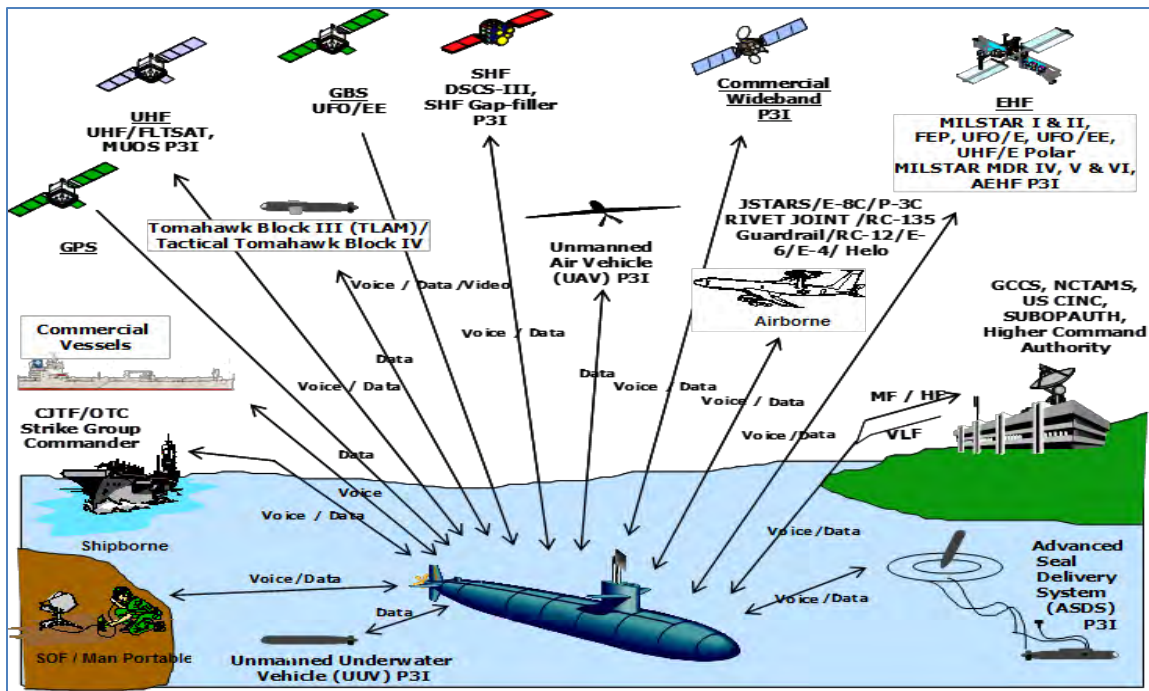 UHF
UHF/FLTSAT,
MUOS P3I
GBS
UFO/EE
SHF
DSCS-III,
SHF Gap-filler
P3I
Commercial
Wideband
P3I
EHF
MILSTAR I & II,
FEP, UFO/E, UFO/EE,
UHF/E Polar
MILSTAR MDR IV, V & VI,
AEHF P3I
GPS
Tomahawk Block III (TLAM)/
Tactical Tomahawk Block IV
Unmanned
Air Vehicle
(UAV) P3I
JSTARS/E-8C/P-3C
RIVET JOINT /RC-135
Guardrail/RC-12/E-
6/E-4/ Helo
Airborne
GCCS, NCTAMS,
US CINC,
SUBOPAUTH,
Higher Command
Authority
Commercial
Vessels
CJTF/OTC
Strike Group
Commander
Shipborne
Voice / Data /Video
Voice / Data
Data
Data
Voice / Data
Voice / Data
Voice / Data
MF / HF
VLF
Voice /Data
Data
Voice
Voice / Data
Voice /Data
Voice /Data
Data
Voice /Data
SOF / Man Portable
Unmanned Underwater
Vehicle (UUV) P3I
Advanced
Seal
Delivery
System
(ASDS)
P3I